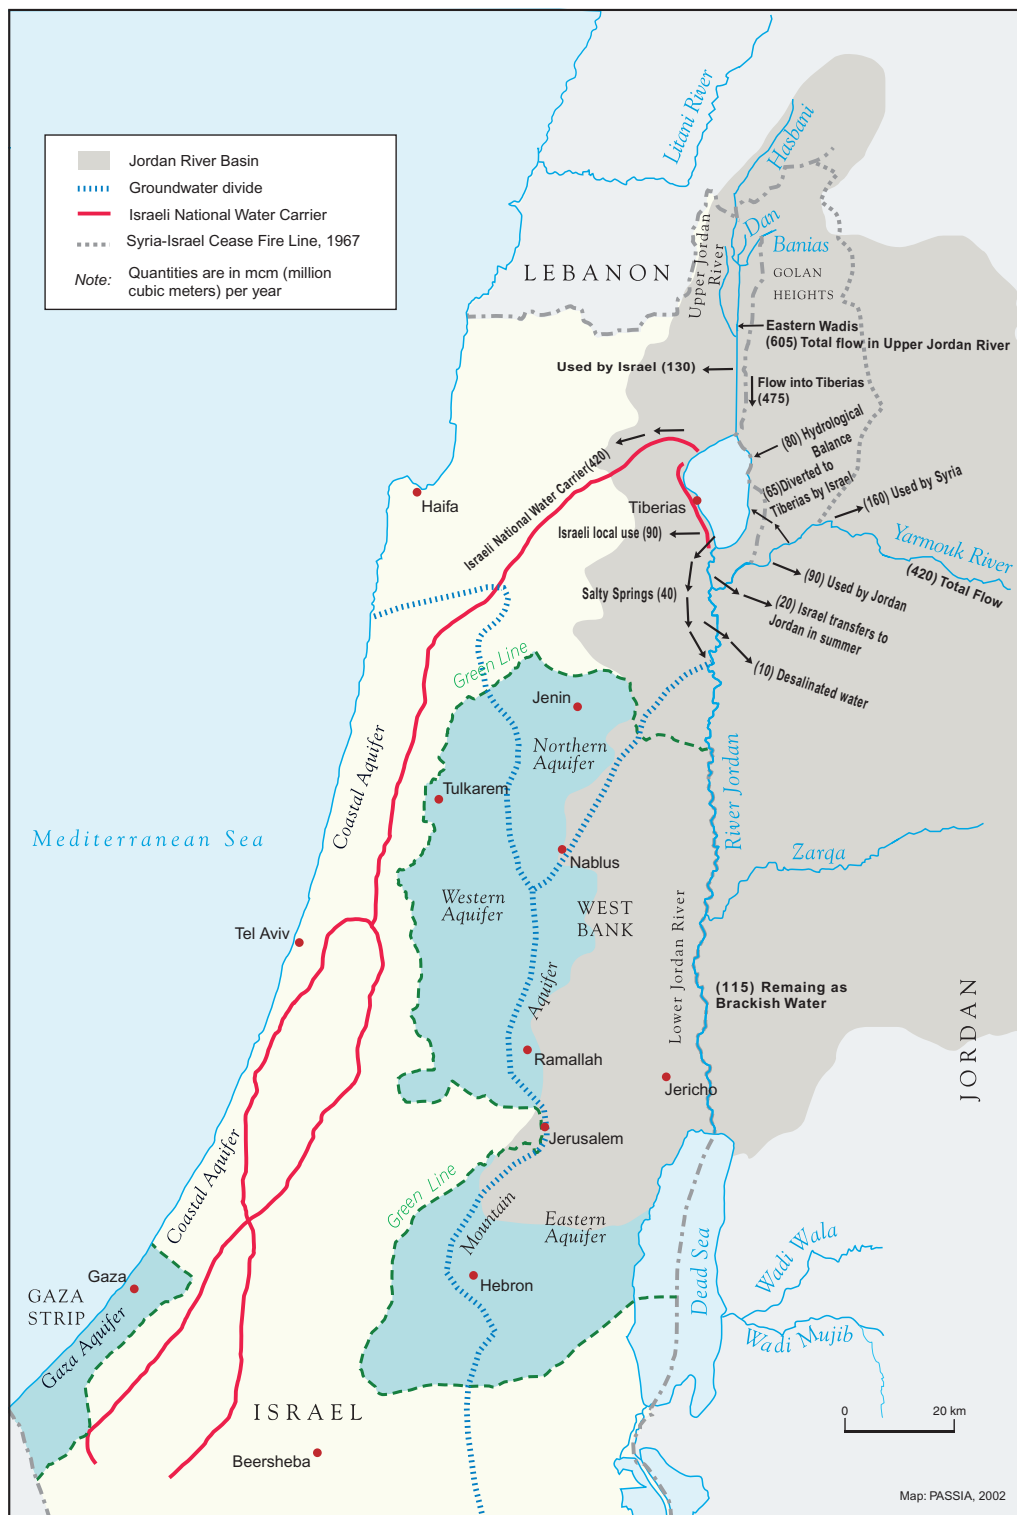 Jordan River Basin
Groundwater divide
Israeli National Water Carrier
Syria-Israel Cease Fire Line, 1967
Note: Quantities are in mcm (million
cubic meters) per year
Litani River
Hasbani
Dan
Banias
Upper Jordan
River
GOLAN
HEIGHTS
LEBANON
Eastern Wadis
(605) Total flow in Upper Jordan River
Used by Israel (130)
Flow into Tiberias
(475)
(80) Hydrological
Balance
(65)Diverted to
Tiberias by Israel
(160) Used by Syria
Israeli National Water Carrier(420)
Haifa
Tiberias
Israeli local use (90)
Yarmouk River
(420) Total Flow
(90) Used by Jordan
Salty Springs (40)
(20) Israel transfers to
Jordan in summer
(10) Desalinated water
Green Line
Jenin
Northern
Aquifer
Coastal Aquifer
Tulkarem
River Jordan
Mediterranean Sea
Zarqa
Nablus
Western
Aquifer
WEST
BANK
Tel Aviv
Aquifer
Lower Jordan River
(115) Remaing as
Brackish Water
JORDAN
Ramallah
Jericho
Jerusalem
Coastal Aquifer
Green Line
Mountain
Eastern
Aquifer
Dead Sea
Wadi Wala
Gaza
GAZA
STRIP
Hebron
Gaza Aquifer
Wadi Mujib
ISRAEL
0 20 km
Beersheba
Map: PASSIA, 2002